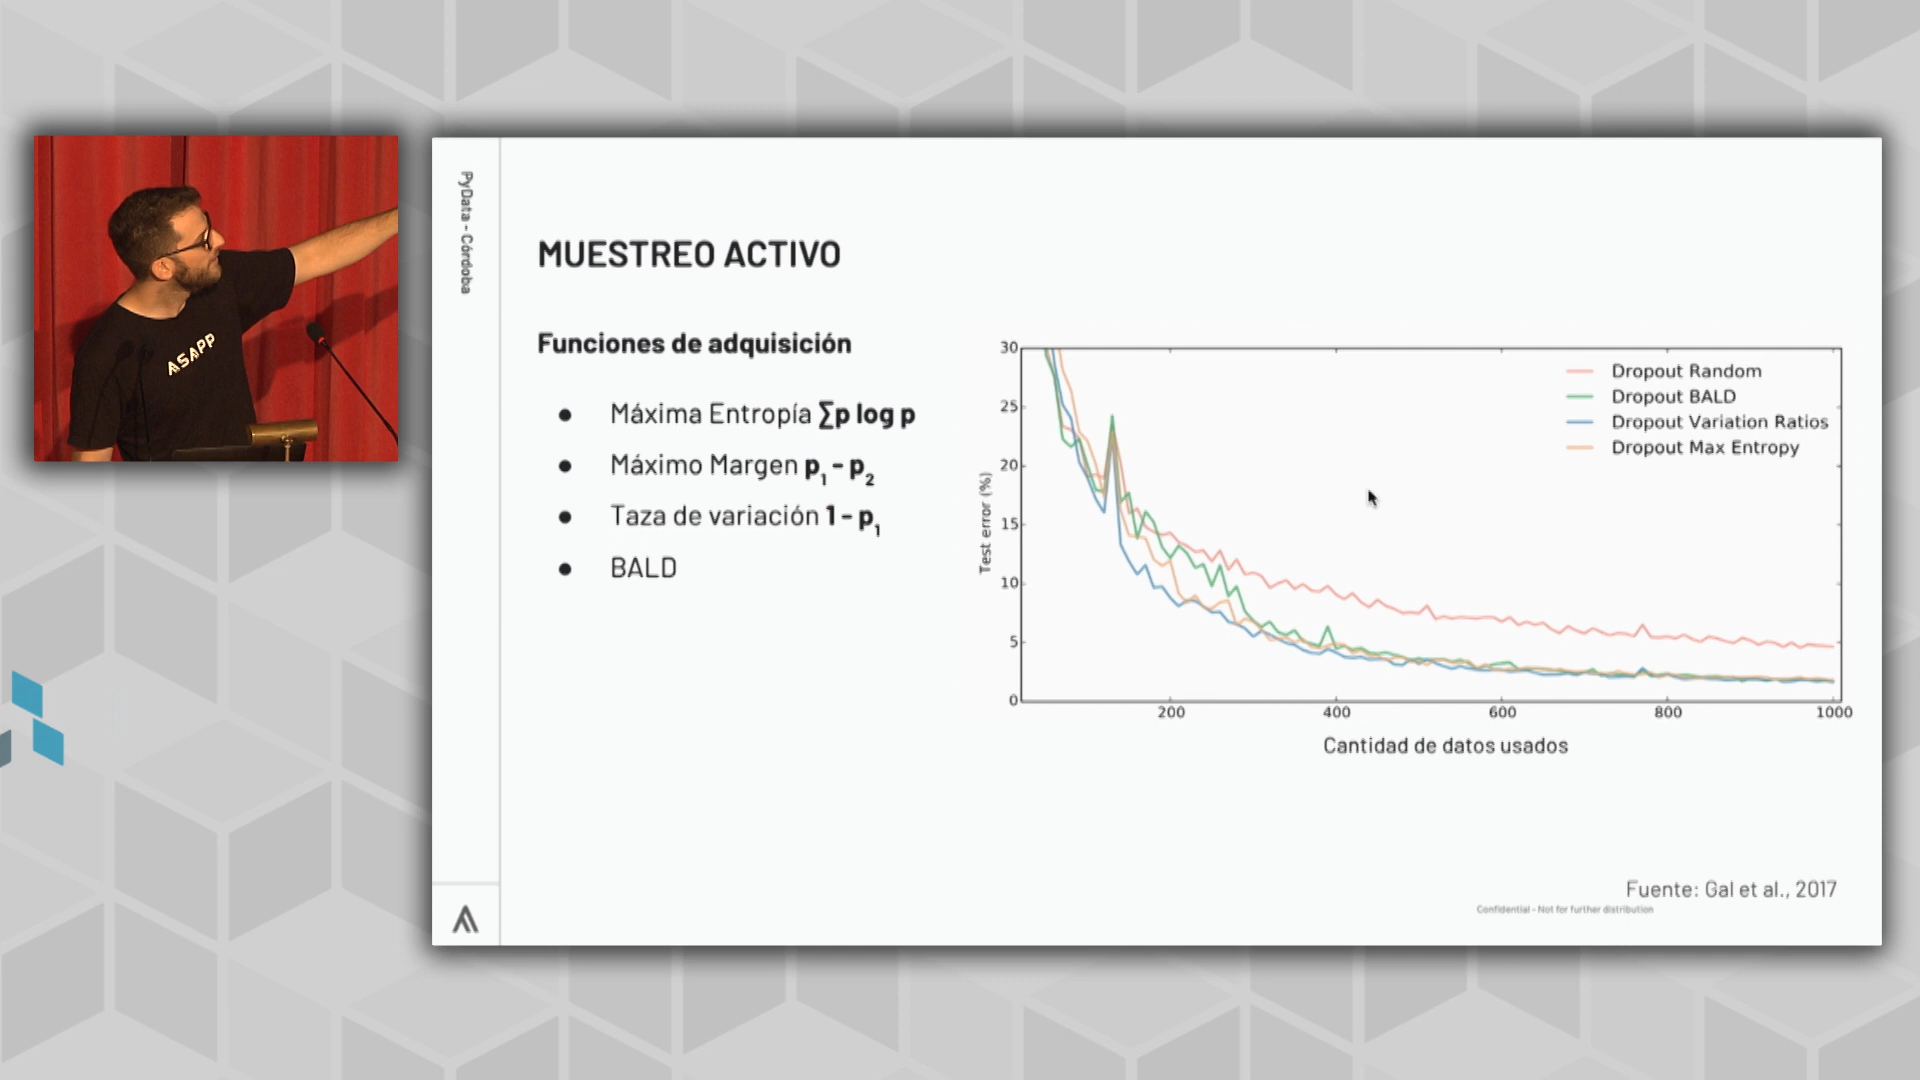 ASAPP
PyData - Córdoba
MUESTREO ACTIVO
Funciones de adquisición
● Máxima Entropía ∑p log p
● Máximo Margen p₁ - p₂
● Taza de variación 1 - p₁
● BALD
30
25
20
15
10
5
0
Test error (%)
Dropout Random
Dropout BALD
Dropout Variation Ratios
Dropout Max Entropy
200 400 600 800 1000
Cantidad de datos usados
Fuente: Gal et al., 2017
Confidential - Not for further distribution